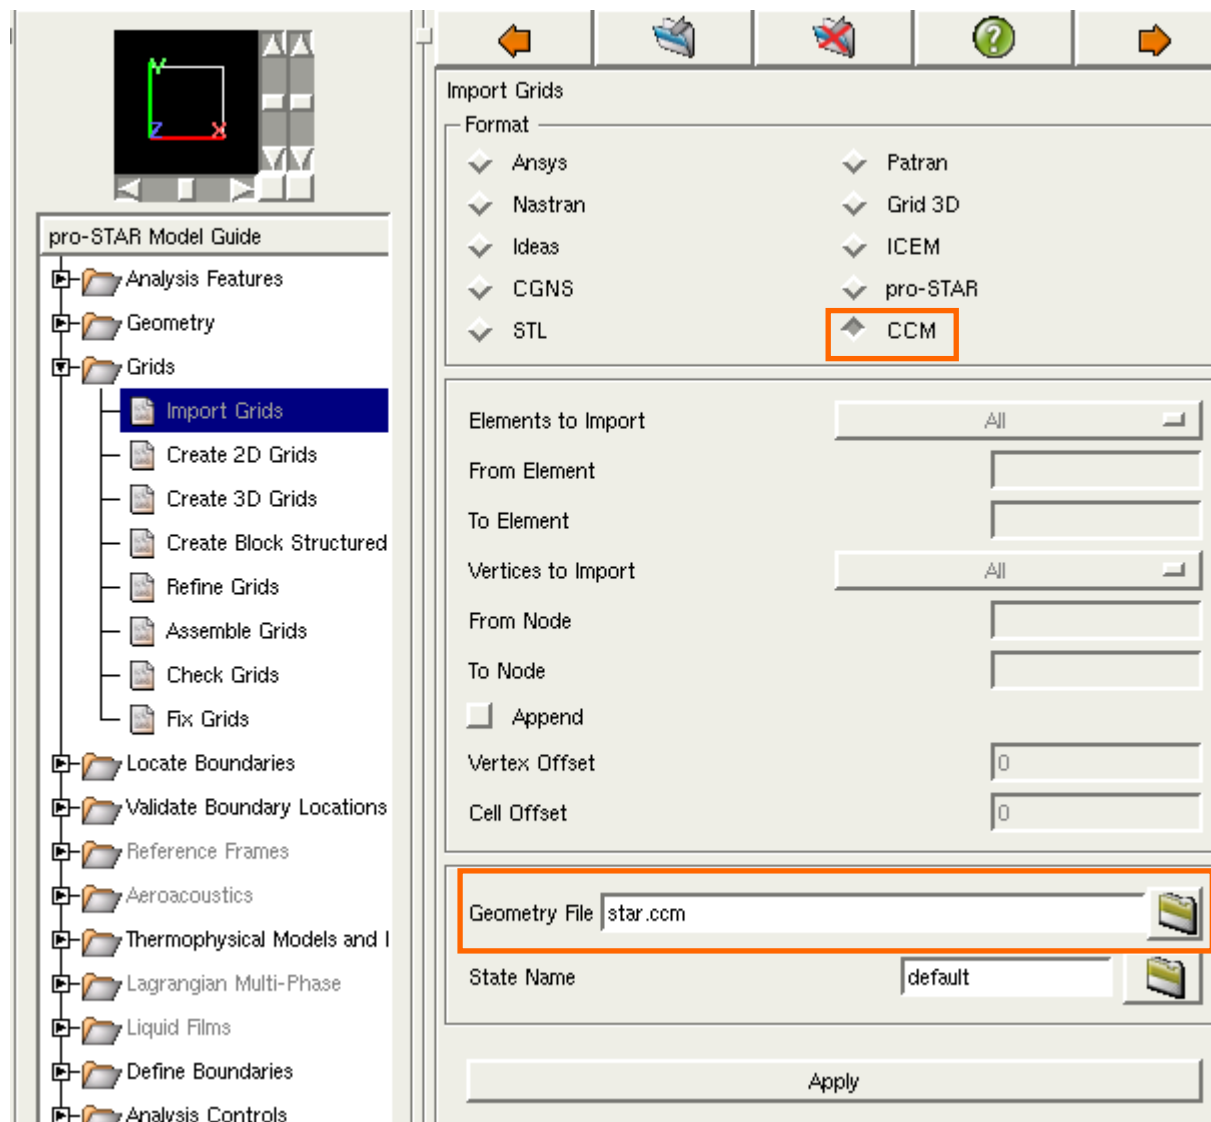 Y
Z X
pro-STAR Model Guide
Analysis Features
Geometry
Grids
Import Grids
Create 2D Grids
Create 3D Grids
Create Block Structured
Refine Grids
Assemble Grids
Check Grids
Fix Grids
Locate Boundaries
Validate Boundary Locations
Reference Frames
Aeroacoustics
Thermophysical Models and
Lagrangian Multi-Phase
Liquid Films
Define Boundaries
Analysis Controls
?
Import Grids
Format
Ansys Patran
Nastran Grid 3D
Ideas ICEM
CGNS pro-STAR
STL CCM
Elements to Import All
From Element
To Element
Vertices to Import All
From Node
To Node
Append
Vertex Offset 0
Cell Offset 0
Geometry File star.ccm
State Name default
Apply